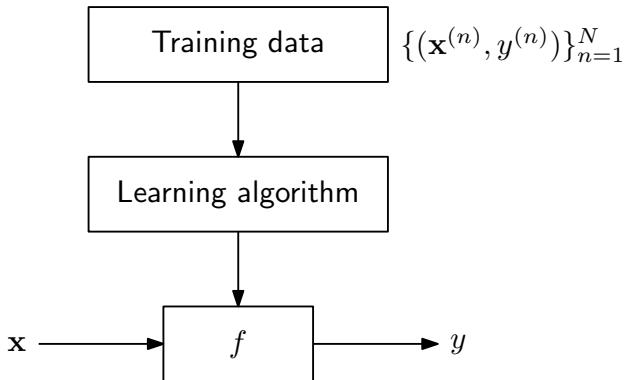 Training data {(x^(n), y^(n))}_{n=1}^N
Learning algorithm
x f y